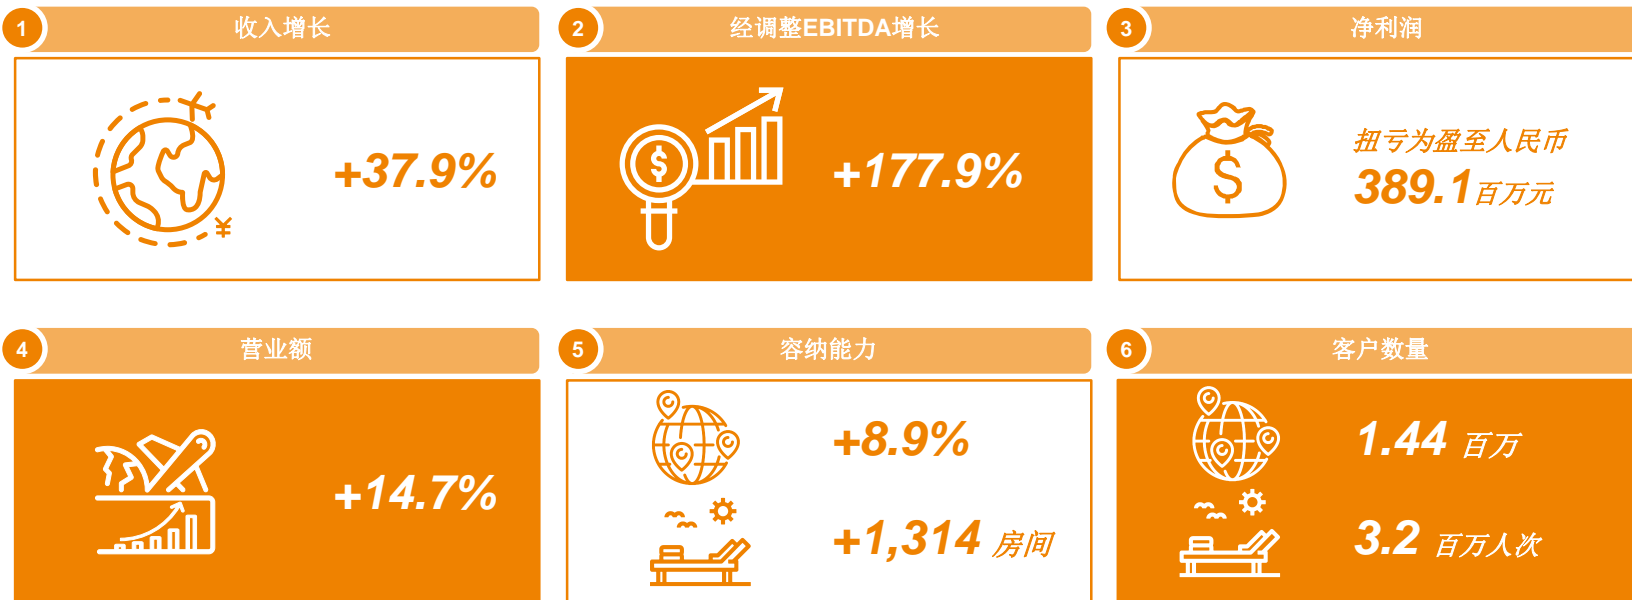 1 收入增长
+37.9%
¥
2 经调整EBITDA增长
$
+177.9%
3 净利润
$
扭亏为盈至人民币
389.1百万元
4 营业额
+14.7%
5 容纳能力
+8.9%
+1,314 房间
6 客户数量
1.44 百万
3.2 百万人次